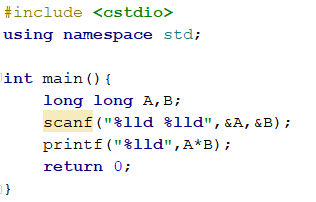 #include <cstdio>
using namespace std;

int main(){
    long long A,B;
    scanf("%lld %lld",&A,&B);
    printf("%lld",A*B);
    return 0;
}